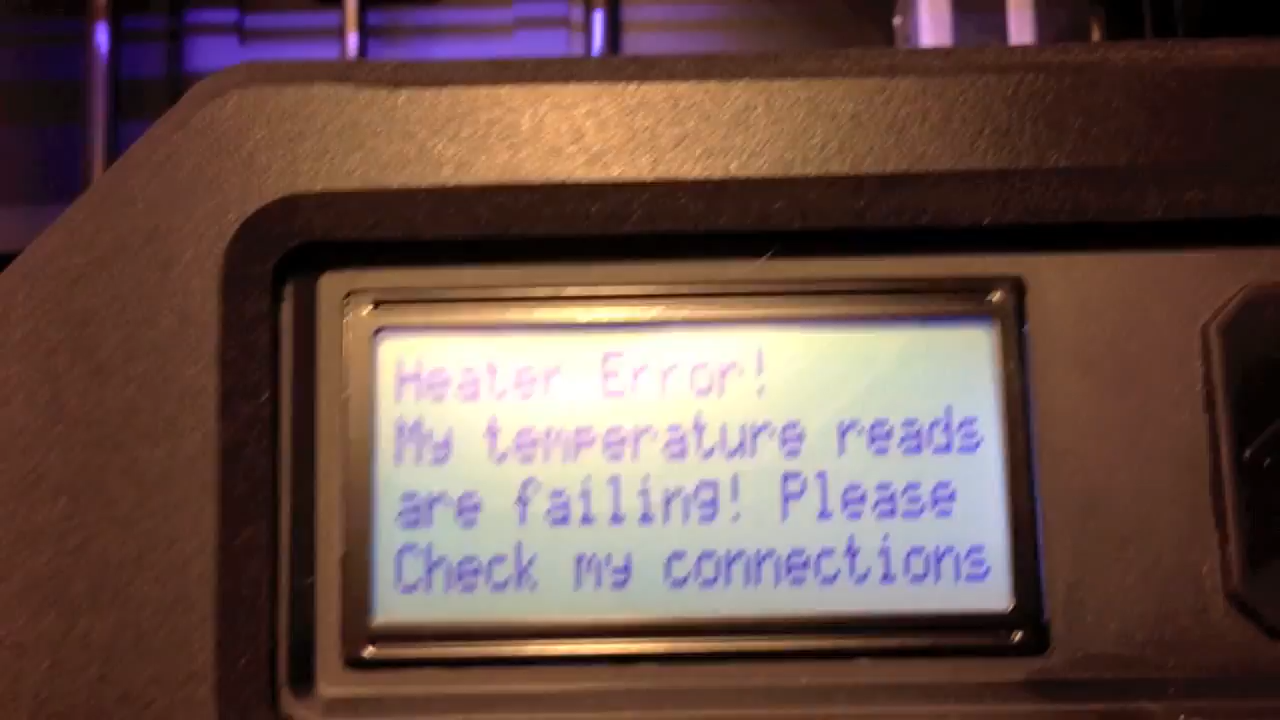 Heater Error!
My temperature reads
are failing! Please
Check my connections